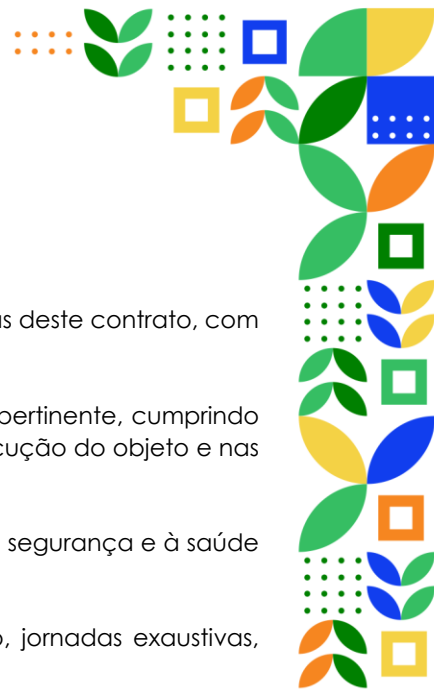 deste contrato, com
pertinente, cumprindo
cução do objeto e nas
segurança e à saúde
, jornadas exaustivas,